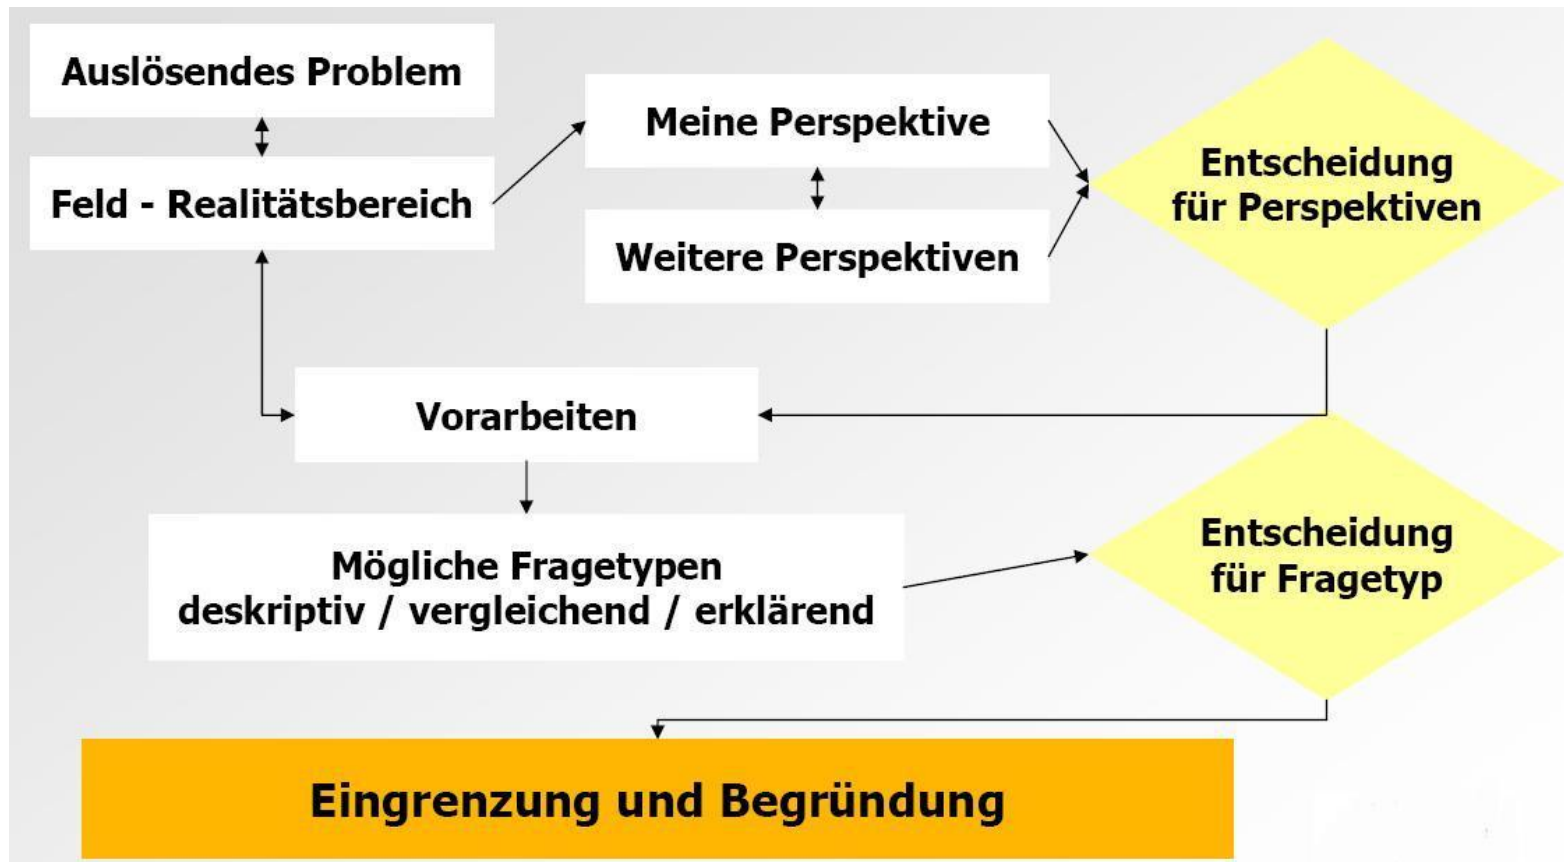 Auslösendes Problem
Feld - Realitätsbereich
Meine Perspektive
Weitere Perspektiven
Entscheidung
für Perspektiven
Vorarbeiten
Mögliche Fragetypen
deskriptiv / vergleichend / erklärend
Entscheidung
für Fragetyp
Eingrenzung und Begründung